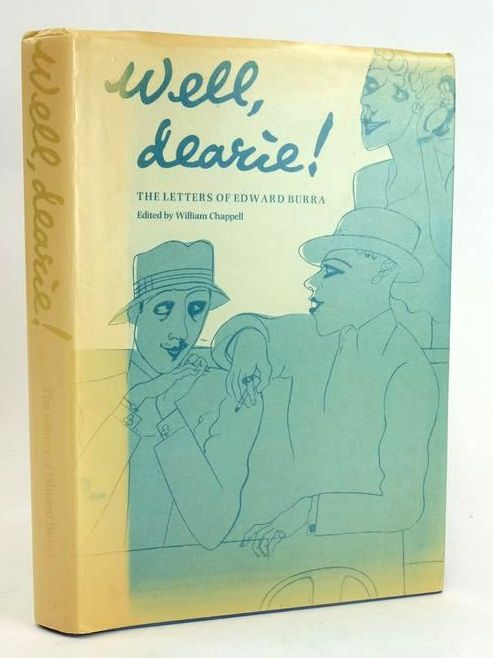 Well,
dearie!
THE LETTERS OF EDWARD BURRA
Edited by William Chappell
Well, dearie!
The Letters of Edward Burra